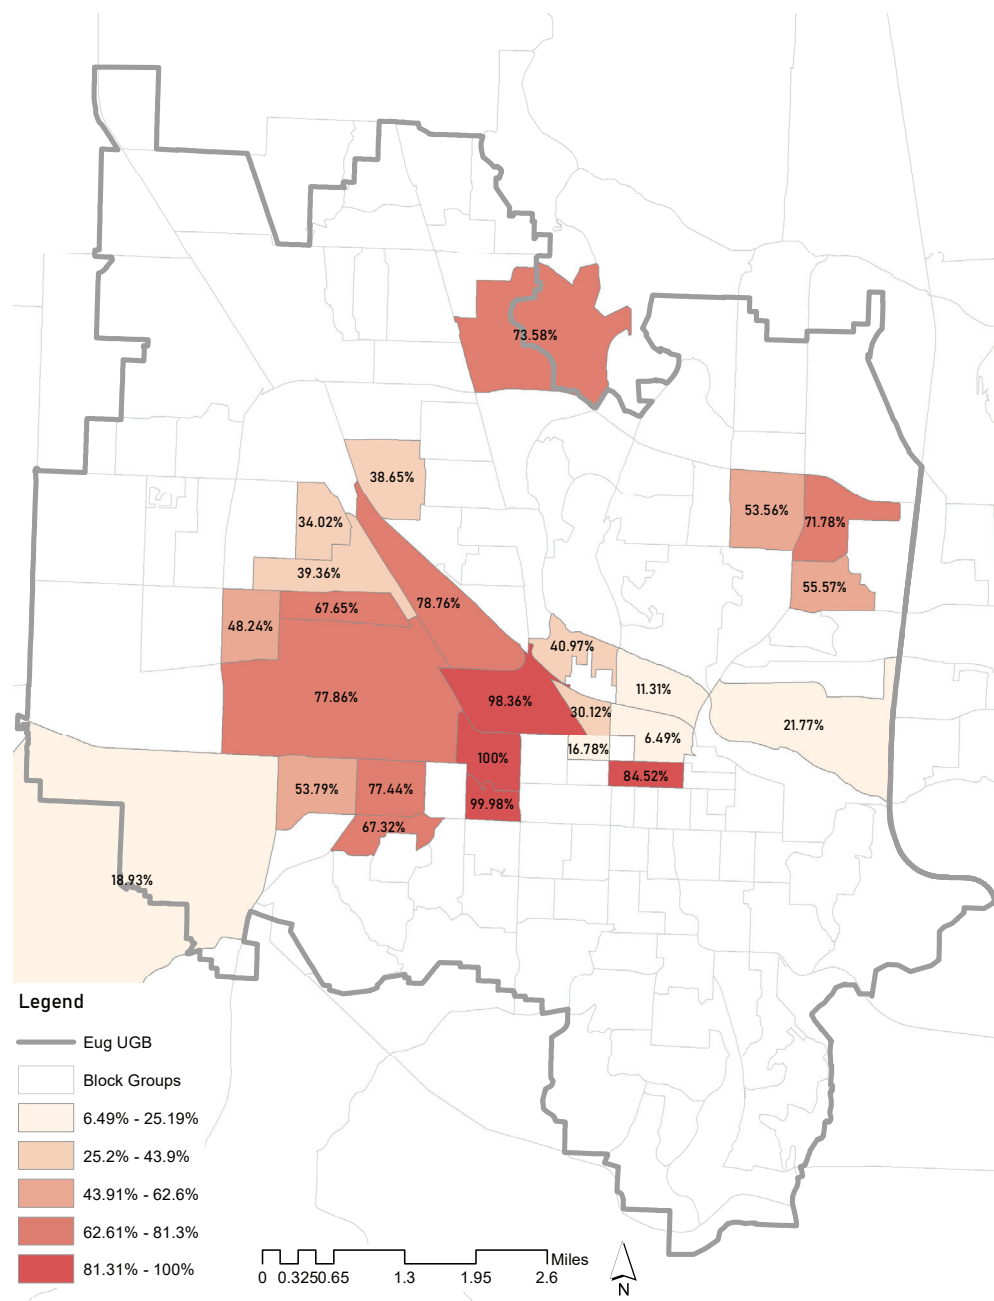 73.58%
38.65%
53.56%
71.78%
34.02%
39.36%
55.57%
78.76%
67.65%
48.24%
40.97%
11.31%
77.86%
98.36%
30.12%
21.77%
6.49%
16.78%
100%
84.52%
53.79%
77.44%
99.98%
67.32%
18.93%
Legend
Eug UGB
Block Groups
6.49% - 25.19%
25.2% - 43.9%
43.91% - 62.6%
62.61% - 81.3%
81.31% - 100%
Miles
0 0.325 0.65 1.3 1.95 2.6
N